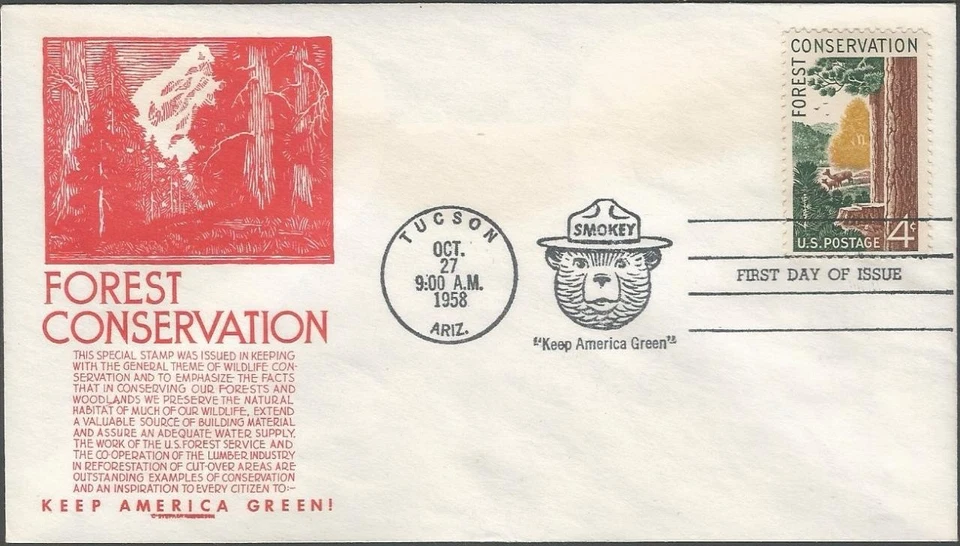 FOREST
CONSERVATION
THIS SPECIAL STAMP WAS ISSUED IN KEEPING
WITH THE GENERAL THEME OF WILDLIFE CON-
SERVATION AND TO EMPHASIZE THE FACTS
THAT IN CONSERVING OUR FORESTS AND
WOODLANDS WE PRESERVE THE NATURAL
HABITAT OF MUCH OF OUR WILDLIFE, EXTEND
A VALUABLE SOURCE OF BUILDING MATERIAL
AND ASSURE AN ADEQUATE WATER SUPPLY.
THE WORK OF THE U.S. FOREST SERVICE AND
THE CO-OPERATION OF THE LUMBER INDUSTRY
IN REFORESTATION OF CUT-OVER AREAS ARE
OUTSTANDING EXAMPLES OF CONSERVATION
AND AN INSPIRATION TO EVERY CITIZEN TO:-
KEEP AMERICA GREEN!
TUCSON
OCT.
27
9:00 A.M.
1958
ARIZ.
SMOKEY
"Keep America Green"
FOREST
CONSERVATION
U.S. POSTAGE 4¢
FIRST DAY OF ISSUE